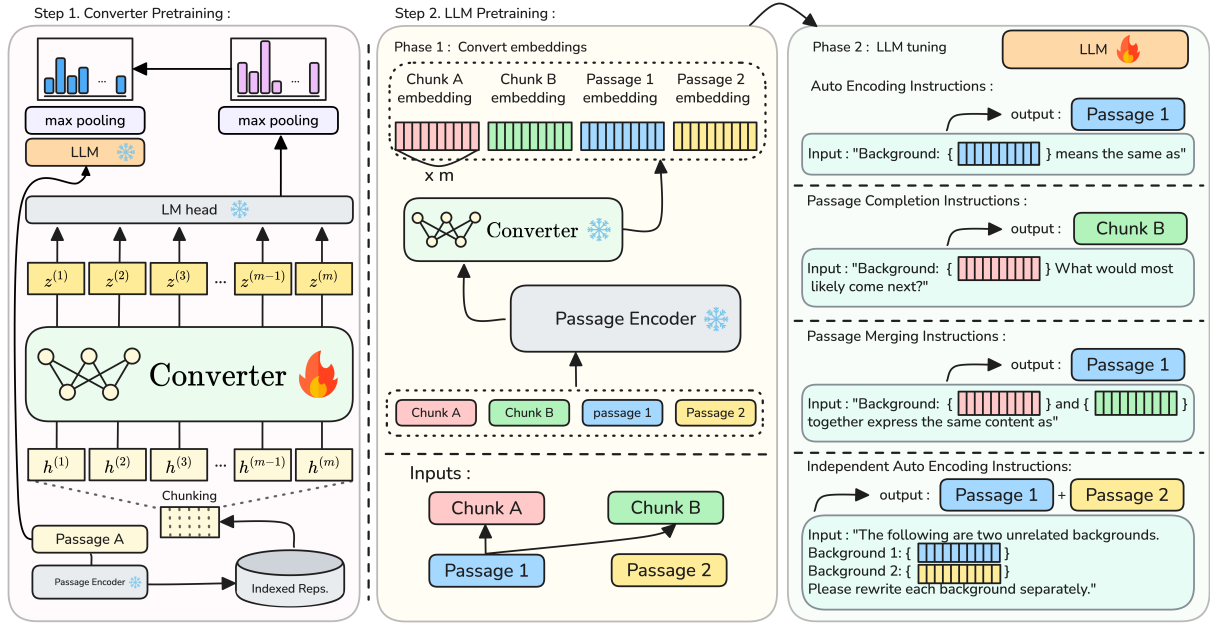 Step 1. Converter Pretraining :
...
...
max pooling
max pooling
LLM
LM head
z(1)
z(2)
z(3)
...
z(m−1)
z(m)
Converter
h(1)
h(2)
h(3)
...
h(m−1)
h(m)
Chunking
Passage A
Passage Encoder
Indexed Reps.
Step 2. LLM Pretraining :
Phase 1 : Convert embeddings
Chunk A
embedding
Chunk B
embedding
Passage 1
embedding
Passage 2
embedding
x m
Converter
Passage Encoder
Chunk A
Chunk B
passage 1
Passage 2
Inputs :
Chunk A
Chunk B
Passage 1
Passage 2
Phase 2 : LLM tuning
LLM
Auto Encoding Instructions :
output :
Passage 1
Input : "Background: { } means the same as"
Passage Completion Instructions :
output :
Chunk B
Input : "Background: { } What would most
likely come next?"
Passage Merging Instructions :
output :
Passage 1
Input : "Background: { } and { }
together express the same content as"
Independent Auto Encoding Instructions:
output :
Passage 1 + Passage 2
Input : "The following are two unrelated backgrounds.
Background 1: { }
Background 2: { }
Please rewrite each background separately."